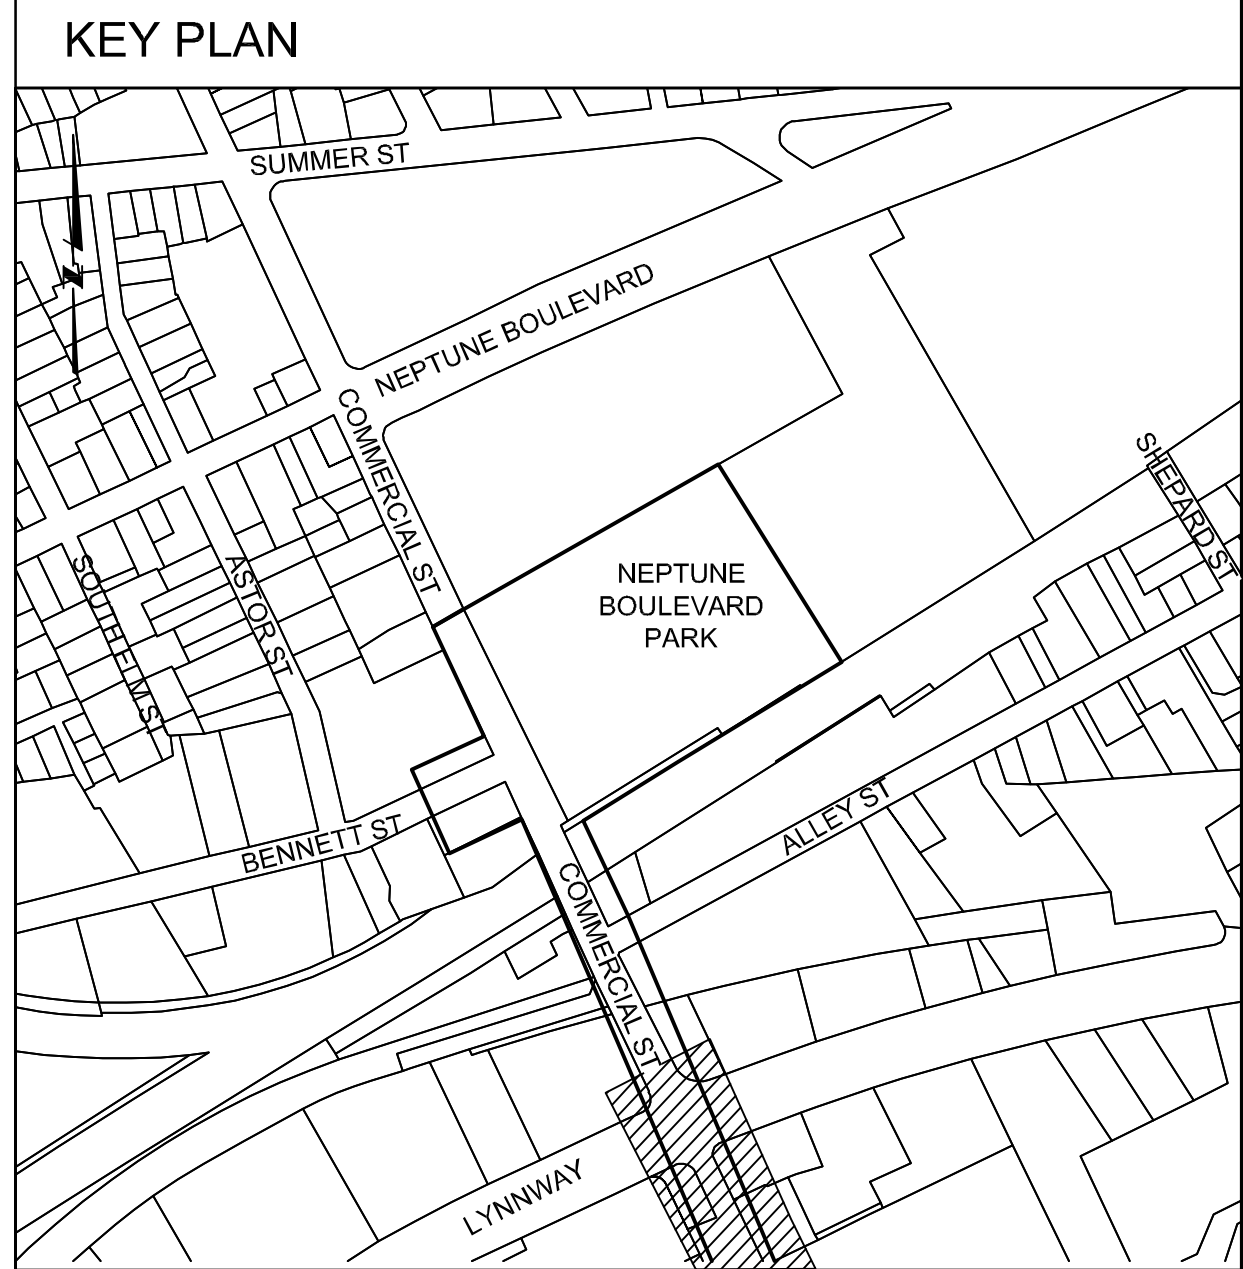 KEY PLAN
SUMMER ST
N
NEPTUNE BOULEVARD
COMMERCIAL ST
SHEPARD ST
NEPTUNE
BOULEVARD
PARK
SOUTH ELM ST
ASTOR ST
ALLEY ST
BENNETT ST
COMMERCIAL ST
LYNNWAY